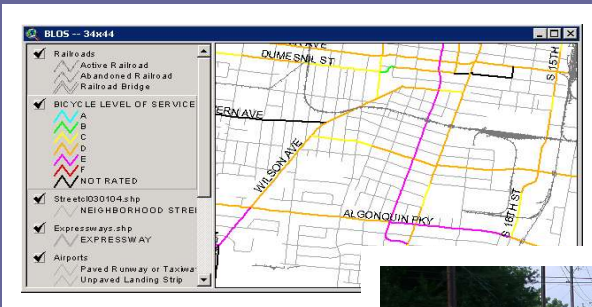 BLOS -- 34x44
Railroads
Active Railroad
Abandoned Railroad
Railroad Bridge
BICYCLE LEVEL OF SERVICE
A
B
C
D
E
F
NOT RATED
Streetcl030104.shp
NEIGHBORHOOD STREE
Expressways.shp
EXPRESSWAY
Airports
Paved Runway or Taxiwa
Unpaved Landing Strip
AVE
DUMESNIL ST
S 15TH
ERN AVE
WILSON AVE
ALGONQUIN PKY
S 18TH ST